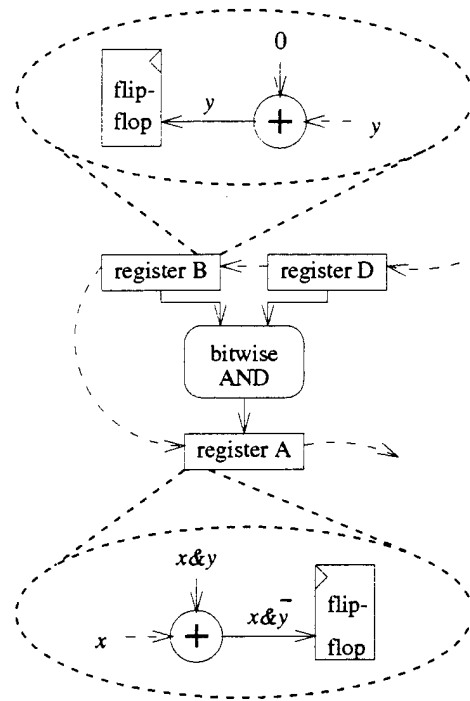 0
flip-
flop
y
+
y
register B
register D
bitwise
AND
register A
x&y
x
+
x&ȳ
flip-
flop